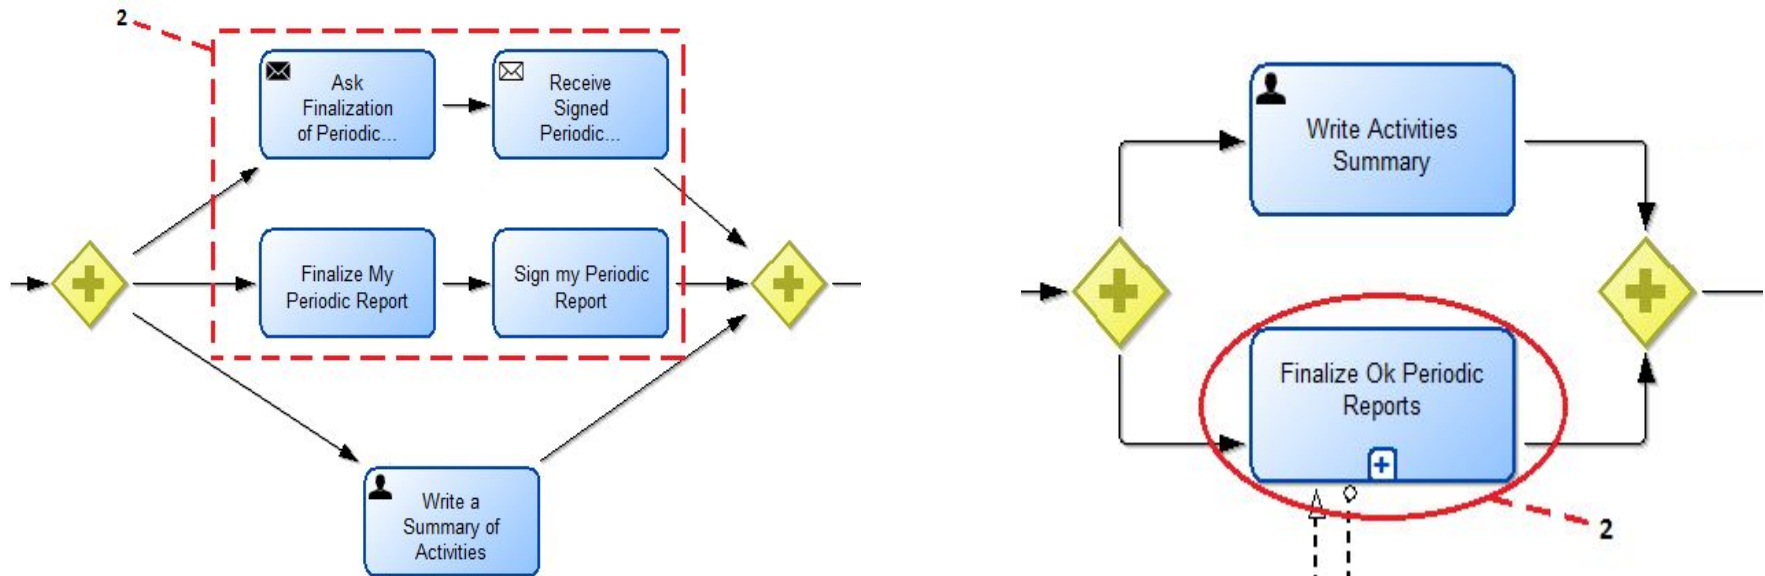 2
Ask
Finalization
of Periodic...
Receive
Signed
Periodic...
Finalize My
Periodic Report
Sign my Periodic
Report
Write a
Summary of
Activities
Write Activities
Summary
Finalize Ok Periodic
Reports
2